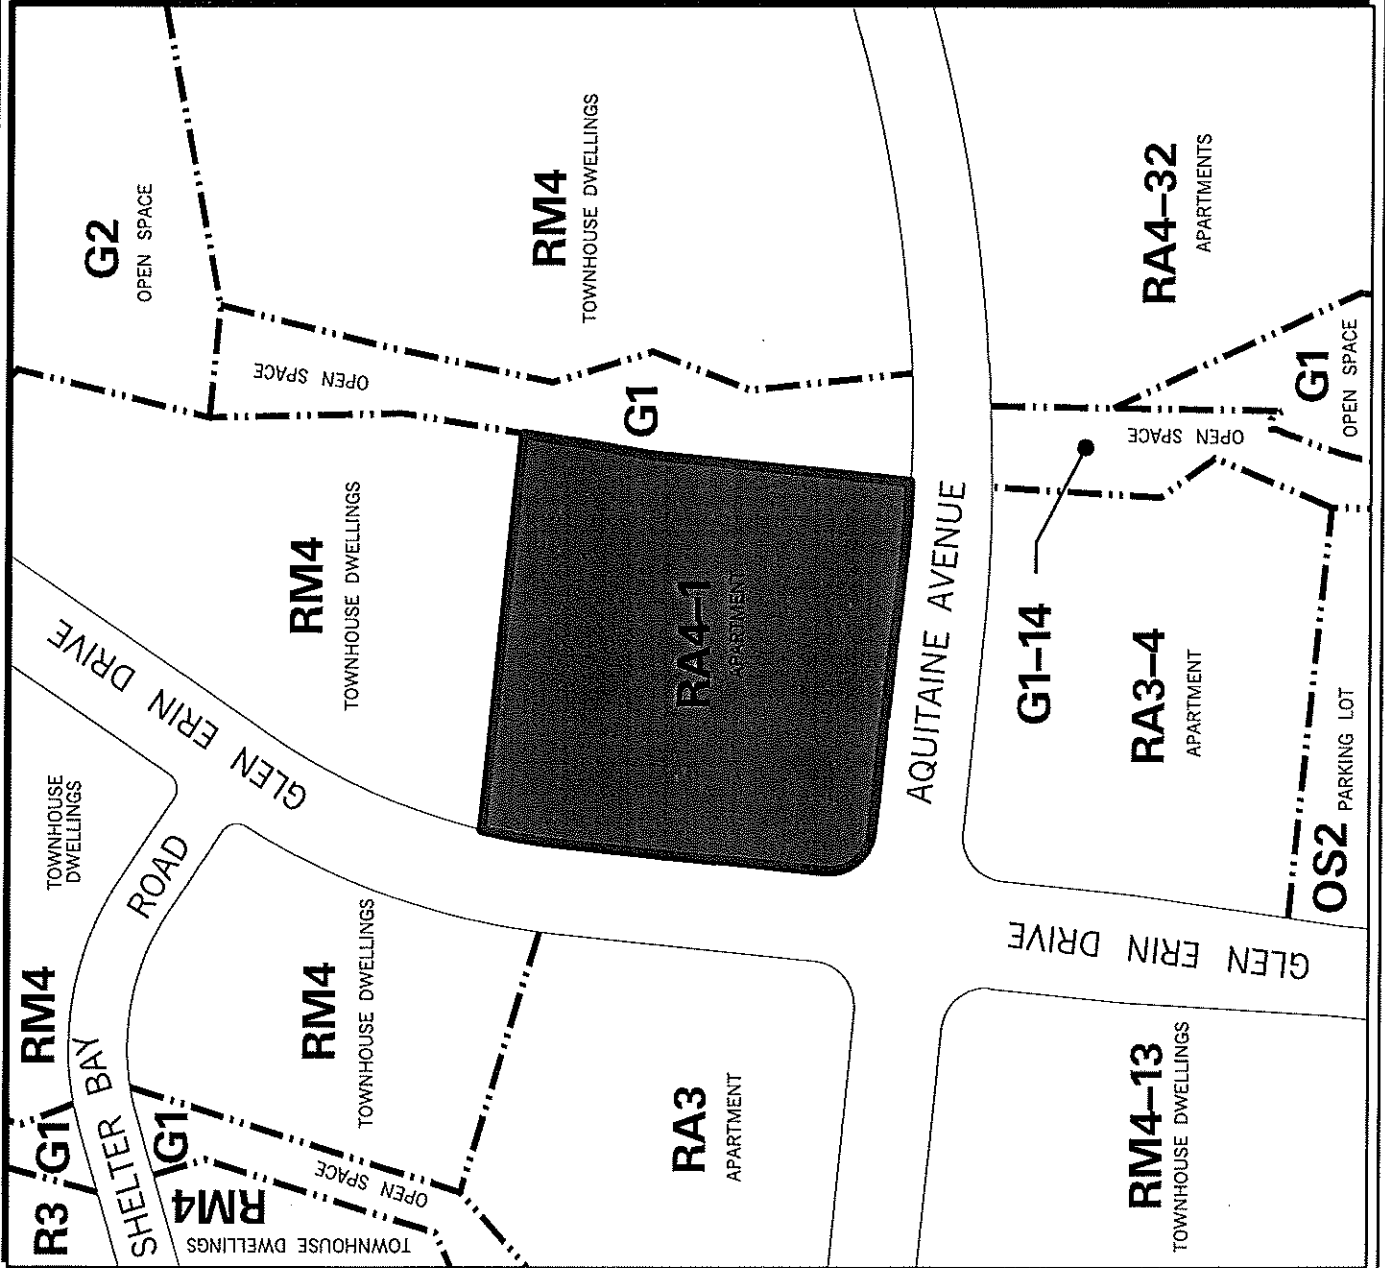 G2
OPEN SPACE
RM4
TOWNHOUSE DWELLINGS
RA4–32
APARTMENTS
OPEN SPACE
G1
OPEN SPACE
G1
OPEN SPACE
RM4
TOWNHOUSE DWELLINGS
RA4–1
APARTMENT
AQUITAINE AVENUE
G1–14
RA3–4
APARTMENT
OS2
PARKING LOT
GLEN ERIN DRIVE
TOWNHOUSE
DWELLINGS
RM4
SHELTER BAY ROAD
RM4
TOWNHOUSE DWELLINGS
GLEN ERIN DRIVE
R3
G1
G1
OPEN SPACE
RM4
TOWNHOUSE DWELLINGS
RA3
APARTMENT
RM4–13
TOWNHOUSE DWELLINGS